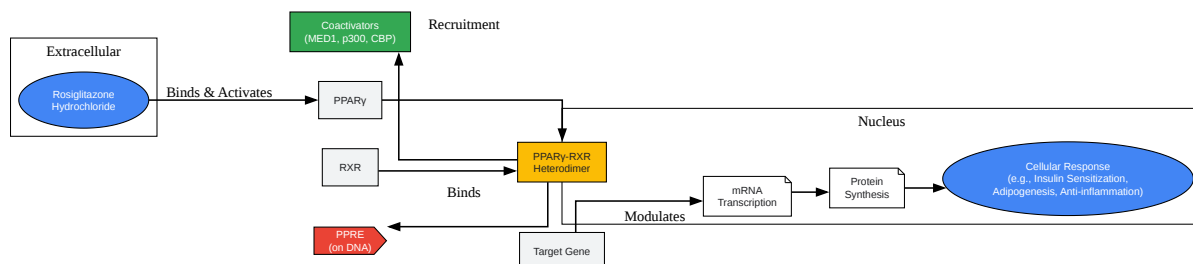 Coactivators
(MED1, p300, CBP)
Recruitment
Extracellular
Rosiglitazone
Hydrochloride
Binds & Activates
PPARγ
Nucleus
RXR
PPARγ-RXR
Heterodimer
Binds
Cellular Response
(e.g., Insulin Sensitization,
Adipogenesis, Anti-inflammation)
Protein
Synthesis
mRNA
Transcription
Modulates
PPRE
(on DNA)
Target Gene